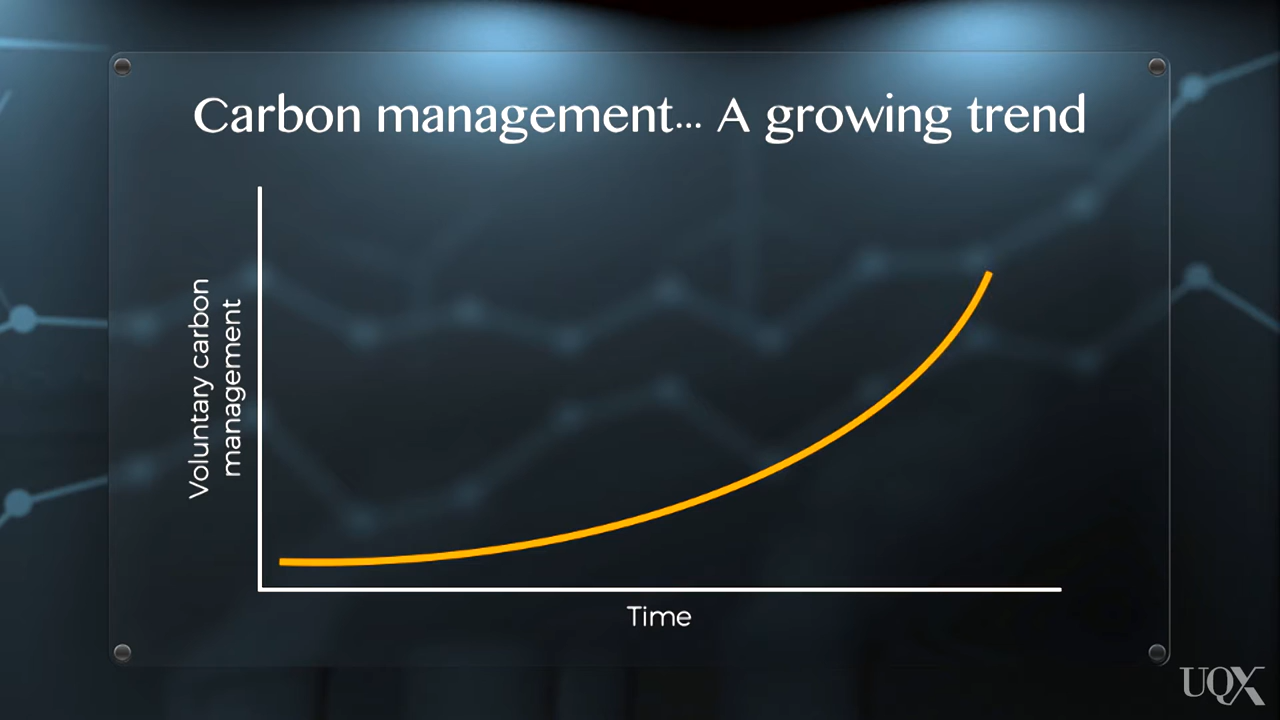 Carbon management... A growing trend
Voluntary carbon
management
Time
UQX